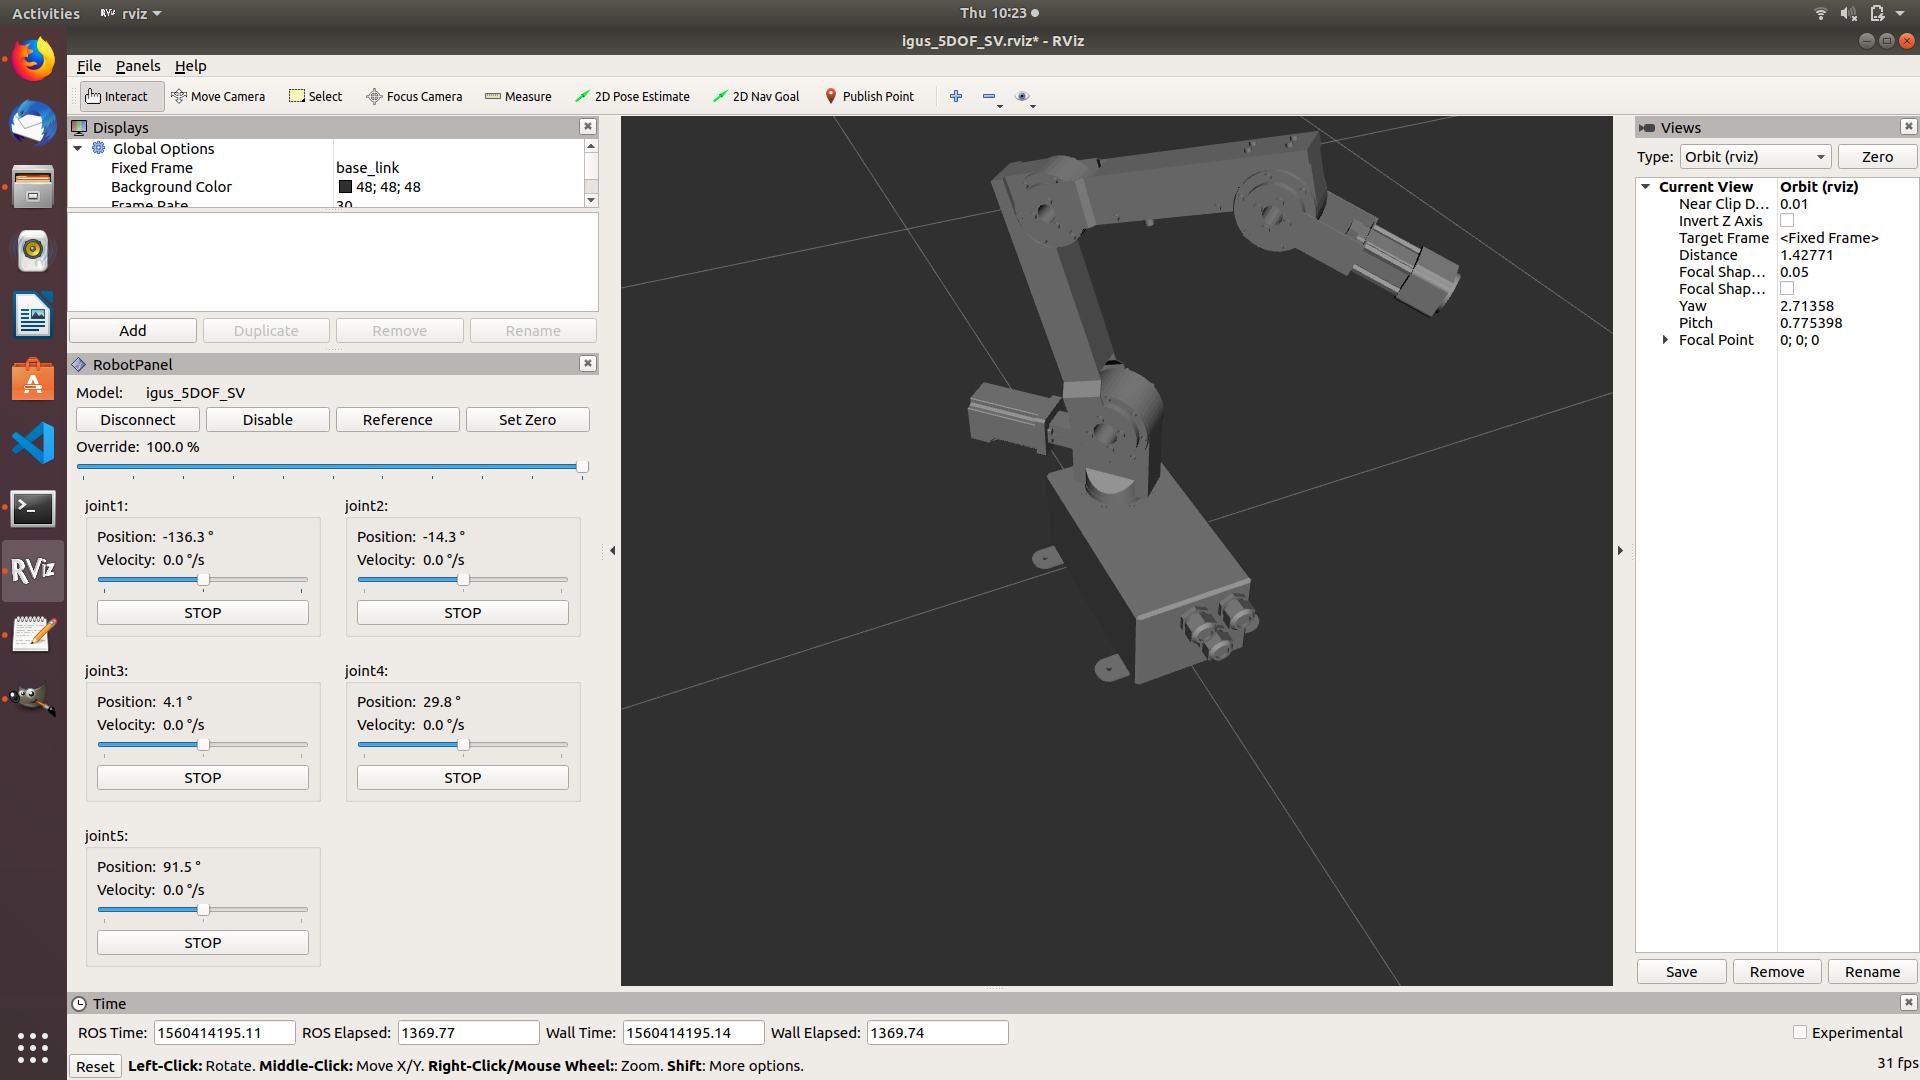 Activities
RViz rviz
Thu 10:23
igus_5DOF_SV.rviz* - RViz
File Panels Help
Interact Move Camera Select Focus Camera Measure 2D Pose Estimate 2D Nav Goal Publish Point
Displays
Global Options
Fixed Frame base_link
Background Color 48; 48; 48
Frame Rate 30
Add Duplicate Remove Rename
RobotPanel
Model: igus_5DOF_SV
Disconnect Disable Reference Set Zero
Override: 100.0 %
joint1:
Position: -136.3 °
Velocity: 0.0 °/s
STOP
joint2:
Position: -14.3 °
Velocity: 0.0 °/s
STOP
joint3:
Position: 4.1 °
Velocity: 0.0 °/s
STOP
joint4:
Position: 29.8 °
Velocity: 0.0 °/s
STOP
joint5:
Position: 91.5 °
Velocity: 0.0 °/s
STOP
RViz
Views
Type: Orbit (rviz) Zero
Current View Orbit (rviz)
Near Clip D... 0.01
Invert Z Axis
Target Frame <Fixed Frame>
Distance 1.42771
Focal Shap... 0.05
Focal Shap...
Yaw 2.71358
Pitch 0.775398
Focal Point 0; 0; 0
Save Remove Rename
Time
ROS Time: 1560414195.11 ROS Elapsed: 1369.77 Wall Time: 1560414195.14 Wall Elapsed: 1369.74 Experimental
Reset Left-Click: Rotate. Middle-Click: Move X/Y. Right-Click/Mouse Wheel:: Zoom. Shift: More options. 31 fps